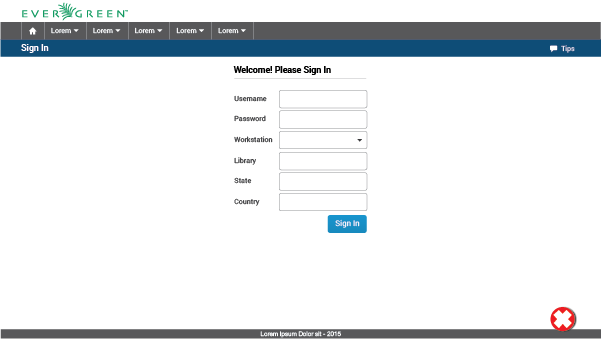 EVERGREEN
Lorem Lorem Lorem Lorem Lorem
Sign In Tips
Welcome! Please Sign In
Username
Password
Workstation
Library
State
Country
Sign In
Lorem Ipsum Dolor sit - 2015